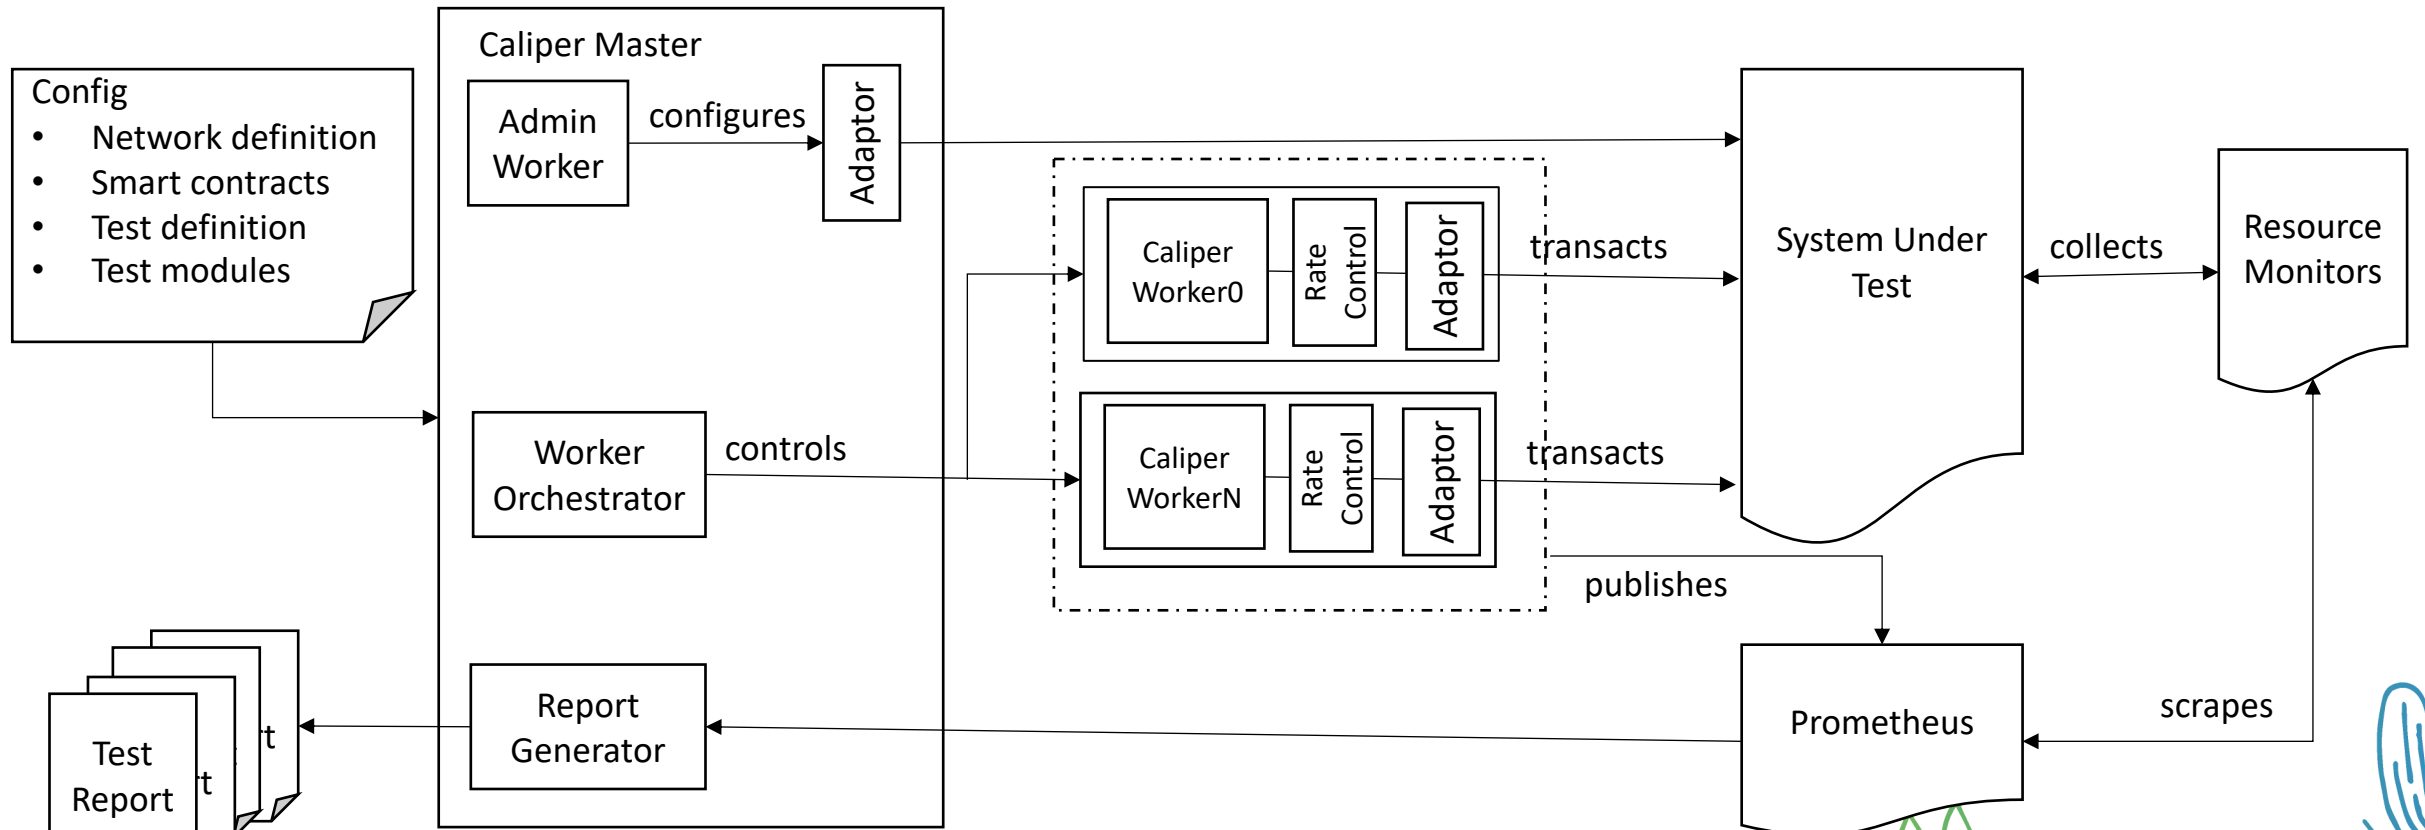 Config
• Network definition
• Smart contracts
• Test definition
• Test modules
Caliper Master
Admin
Worker
configures
Adaptor
Worker
Orchestrator
controls
Report
Generator
Test
Report
rt
rt
Caliper
Worker0
Rate
Control
Adaptor
transacts
Caliper
WorkerN
Rate
Control
Adaptor
transacts
publishes
System Under
Test
collects
Resource
Monitors
Prometheus
scrapes